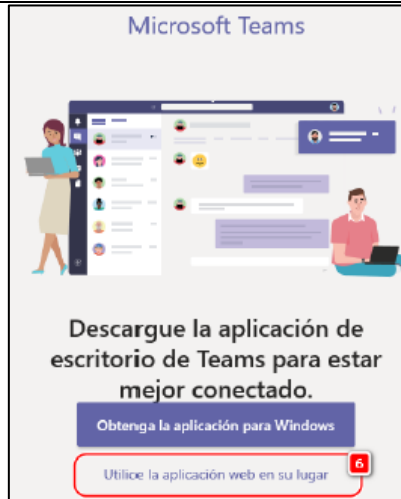 Microsoft Teams
Descargue la aplicación de
escritorio de Teams para estar
mejor conectado.
Obtenga la aplicación para Windows
Utilice la aplicación web en su lugar
6